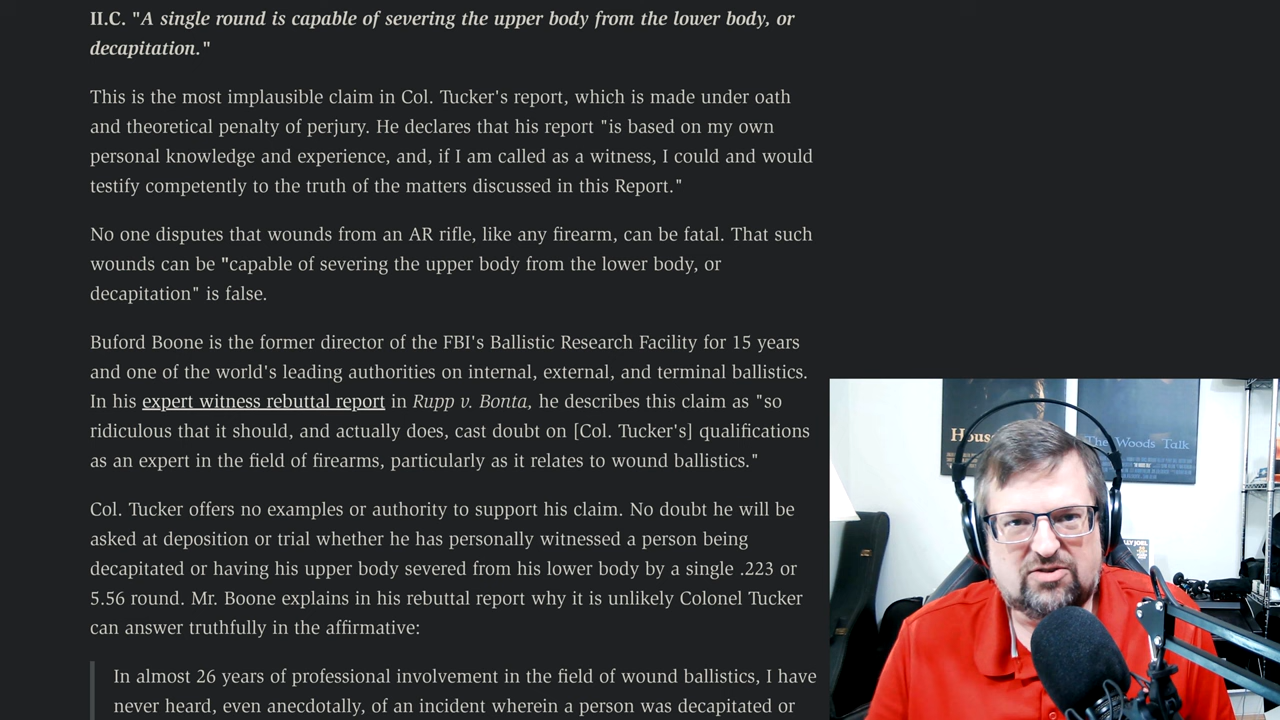 II.C. "A single round is capable of severing the upper body from the lower body, or
decapitation."
This is the most implausible claim in Col. Tucker's report, which is made under oath
and theoretical penalty of perjury. He declares that his report "is based on my own
personal knowledge and experience, and, if I am called as a witness, I could and would
testify competently to the truth of the matters discussed in this Report."
No one disputes that wounds from an AR rifle, like any firearm, can be fatal. That such
wounds can be "capable of severing the upper body from the lower body, or
decapitation" is false.
Buford Boone is the former director of the FBI's Ballistic Research Facility for 15 years
and one of the world's leading authorities on internal, external, and terminal ballistics.
In his expert witness rebuttal report in Rupp v. Bonta, he describes this claim as "so
ridiculous that it should, and actually does, cast doubt on [Col. Tucker's] qualifications
as an expert in the field of firearms, particularly as it relates to wound ballistics."
Col. Tucker offers no examples or authority to support his claim. No doubt he will be
asked at deposition or trial whether he has personally witnessed a person being
decapitated or having his upper body severed from his lower body by a single .223 or
5.56 round. Mr. Boone explains in his rebuttal report why it is unlikely Colonel Tucker
can answer truthfully in the affirmative:
In almost 26 years of professional involvement in the field of wound ballistics, I have
never heard, even anecdotally, of an incident wherein a person was decapitated or
The Woods Talk